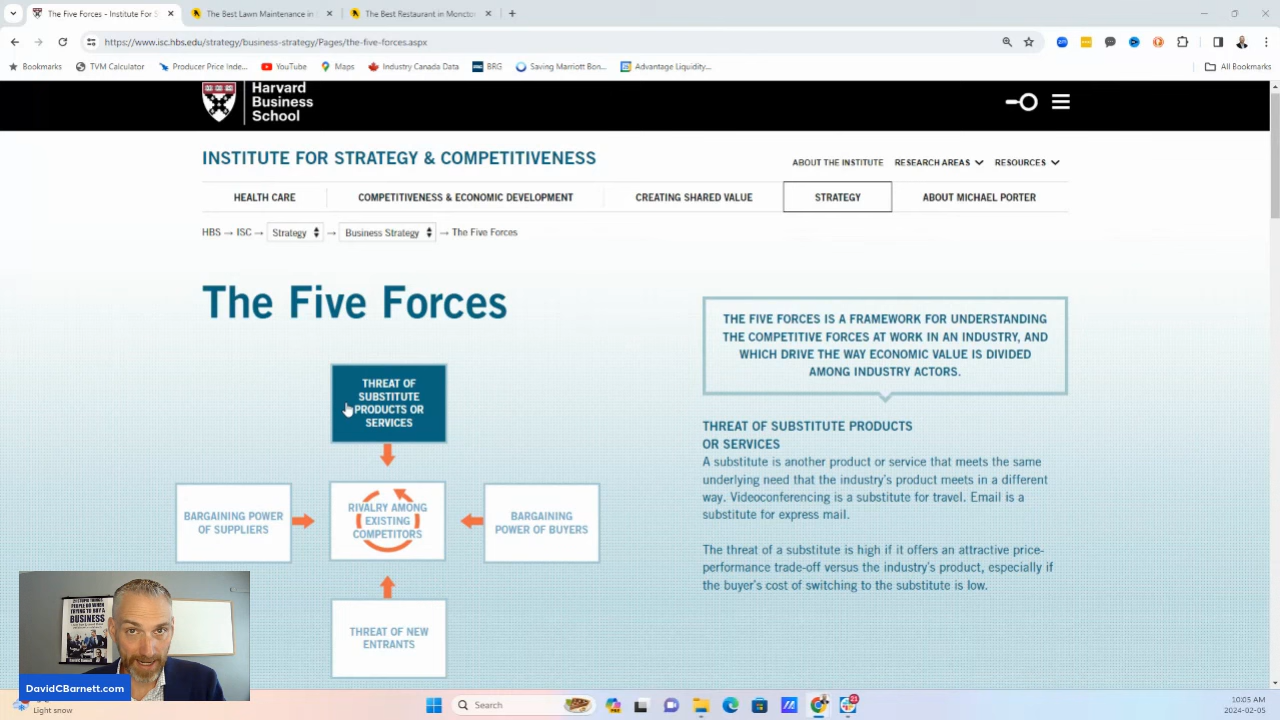 The Five Forces - Institute For S
The Best Lawn Maintenance in
The Best Restaurant in Moncto
https://www.isc.hbs.edu/strategy/business-strategy/Pages/the-five-forces.aspx
Bookmarks
TVM Calculator
Producer Price Inde...
YouTube
Maps
Industry Canada Data
BRG
Saving Marriott Bon...
Advantage Liquidity...
All Bookmarks
Harvard
Business
School
INSTITUTE FOR STRATEGY & COMPETITIVENESS
ABOUT THE INSTITUTE
RESEARCH AREAS
RESOURCES
HEALTH CARE
COMPETITIVENESS & ECONOMIC DEVELOPMENT
CREATING SHARED VALUE
STRATEGY
ABOUT MICHAEL PORTER
HBS → ISC → Strategy → Business Strategy → The Five Forces
The Five Forces
THREAT OF
SUBSTITUTE
PRODUCTS OR
SERVICES
BARGAINING POWER
OF SUPPLIERS
RIVALRY AMONG
EXISTING
COMPETITORS
BARGAINING
POWER OF BUYERS
THREAT OF NEW
ENTRANTS
THE FIVE FORCES IS A FRAMEWORK FOR UNDERSTANDING
THE COMPETITIVE FORCES AT WORK IN AN INDUSTRY, AND
WHICH DRIVE THE WAY ECONOMIC VALUE IS DIVIDED
AMONG INDUSTRY ACTORS.
THREAT OF SUBSTITUTE PRODUCTS
OR SERVICES
A substitute is another product or service that meets the same
underlying need that the industry's product meets in a different
way. Videoconferencing is a substitute for travel. Email is a
substitute for express mail.
The threat of a substitute is high if it offers an attractive price-
performance trade-off versus the industry's product, especially if
the buyer's cost of switching to the substitute is low.
BUSINESS
DavidCBarnett.com
Light snow
Search
10:05 AM
2024-02-05